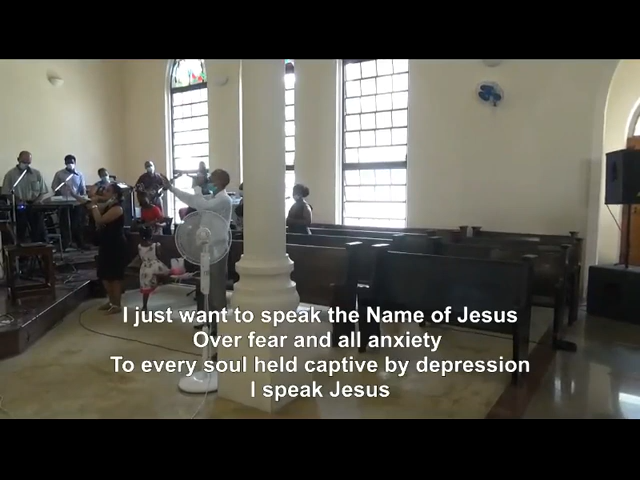 I just want to speak the Name of Jesus
Over fear and all anxiety
To every soul held captive by depression
I speak Jesus